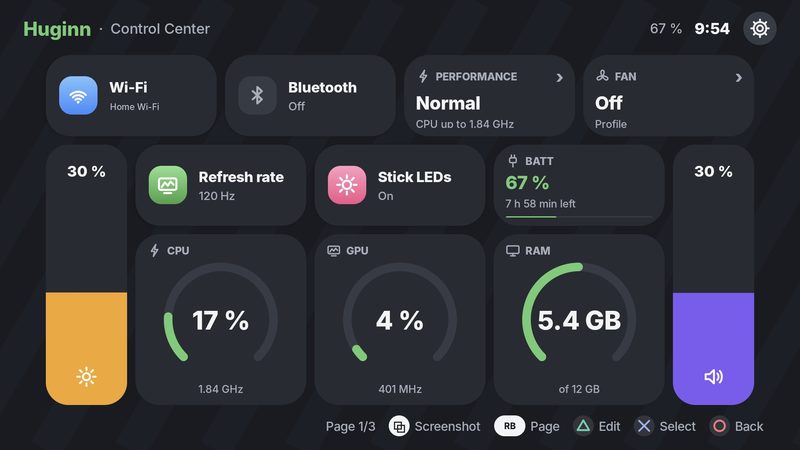 Huginn · Control Center
67 % 9:54
Wi-Fi
Home Wi-Fi
Bluetooth
Off
PERFORMANCE
Normal
CPU up to 1.84 GHz
FAN
Off
Profile
30 %
Refresh rate
120 Hz
Stick LEDs
On
BATT
67 %
7 h 58 min left
30 %
CPU
17 %
1.84 GHz
GPU
4 %
401 MHz
RAM
5.4 GB
of 12 GB
Page 1/3 Screenshot RB Page Edit Select Back